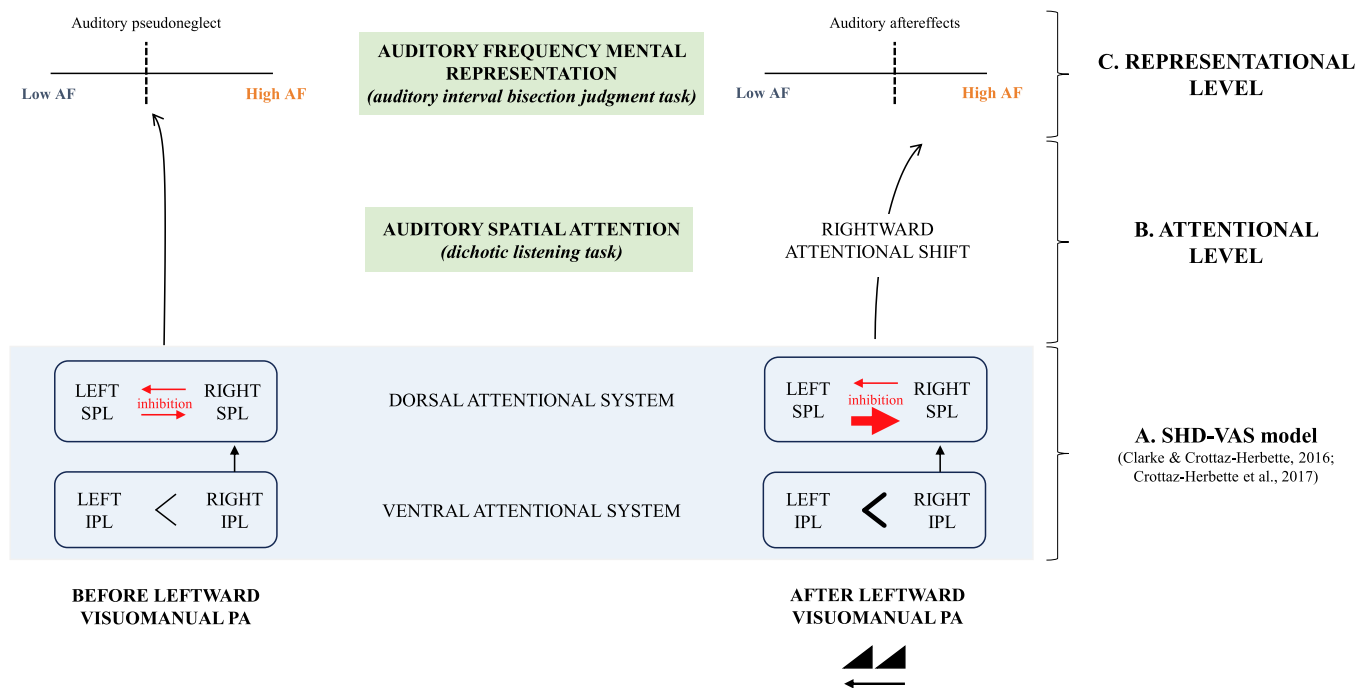 Auditory pseudoneglect
Low AF
High AF
AUDITORY FREQUENCY MENTAL
REPRESENTATION
(auditory interval bisection judgment task)
Auditory aftereffects
Low AF
High AF
C. REPRESENTATIONAL
LEVEL
AUDITORY SPATIAL ATTENTION
(dichotic listening task)
RIGHTWARD
ATTENTIONAL SHIFT
B. ATTENTIONAL
LEVEL
LEFT
SPL
inhibition
RIGHT
SPL
DORSAL ATTENTIONAL SYSTEM
LEFT
SPL
inhibition
RIGHT
SPL
LEFT
IPL
<
RIGHT
IPL
VENTRAL ATTENTIONAL SYSTEM
LEFT
IPL
<
RIGHT
IPL
A. SHD-VAS model
(Clarke & Crottaz-Herbette, 2016;
Crottaz-Herbette et al., 2017)
BEFORE LEFTWARD
VISUOMANUAL PA
AFTER LEFTWARD
VISUOMANUAL PA